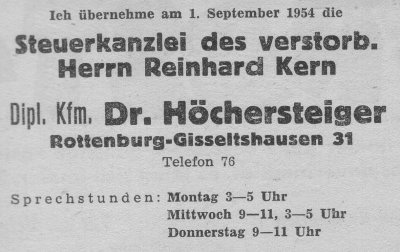 Ich übernehme am 1. September 1954 die
Steuerkanzlei des verstorb.
Herrn Reinhard Kern
Dipl. Kfm. Dr. Höchersteiger
Rottenburg-Gisseltshausen 31
Telefon 76
Sprechstunden: Montag 3—5 Uhr
Mittwoch 9—11, 3—5 Uhr
Donnerstag 9—11 Uhr